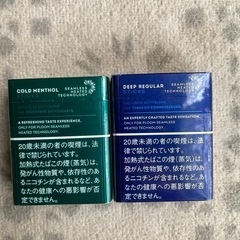 COLD MENTHOL
SEAMLESS
HEATED
TECHNOLOGY
A REFRESHING TASTE EXPERIENCE.
ONLY FOR PLOOM SEAMLESS
HEATED TECHNOLOGY.
20歳未満の者の喫煙は、法
律で禁じられています。
加熱式たばこの煙(蒸気)は、
発がん性物質や、依存性のあ
るニコチンが含まれるなど、あ
なたの健康への悪影響が否
定できません。
DEEP REGULAR
STICKS
SEAMLESS
HEATED
TECHNOLOGY
AN EXPERTLY CRAFTED TASTE SENSATION.
ONLY FOR PLOOM SEAMLESS
HEATED TECHNOLOGY.
20歳未満の者の喫煙は、法
律で禁じられています。
加熱式たばこの煙(蒸気)は、
発がん性物質や、依存性のあ
るニコチンが含まれるなど、あ
なたの健康への悪影響が否
定できません。